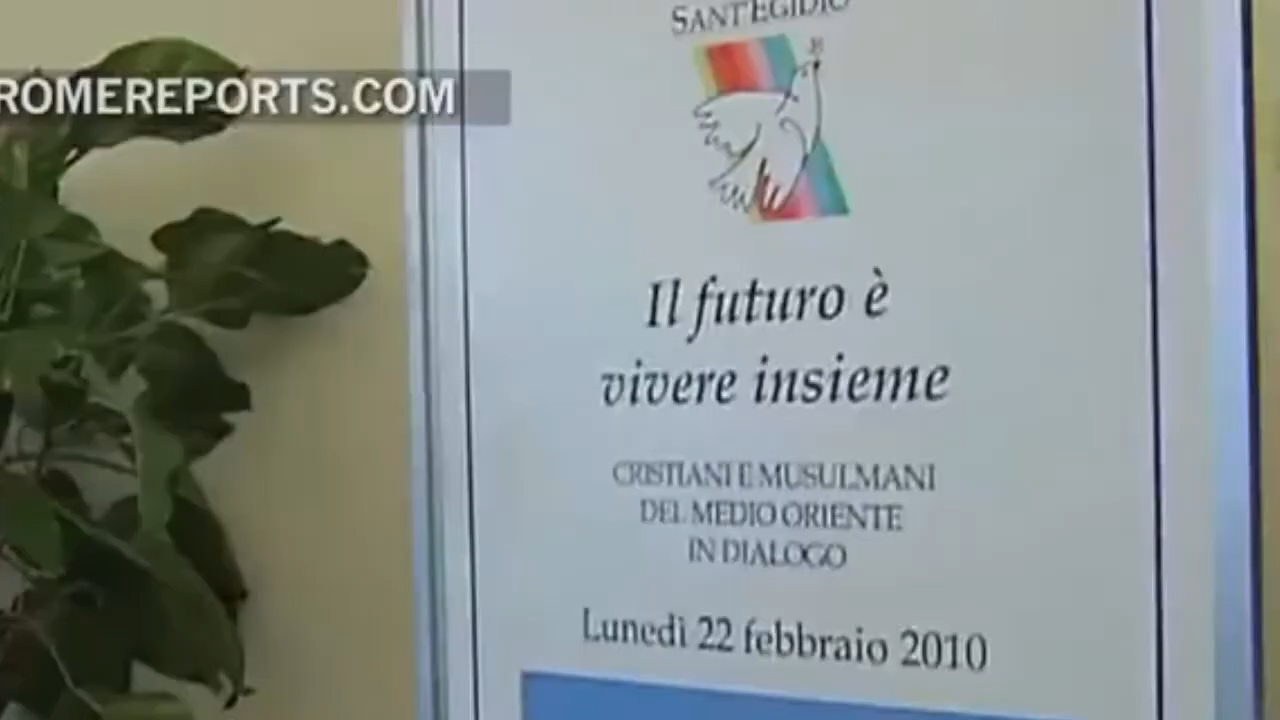 SANT'EGIDIO
ROMEREPORTS.COM
Il futuro è
vivere insieme
CRISTIANI E MUSULMANI
DEL MEDIO ORIENTE
IN DIALOGO
Lunedì 22 febbraio 2010